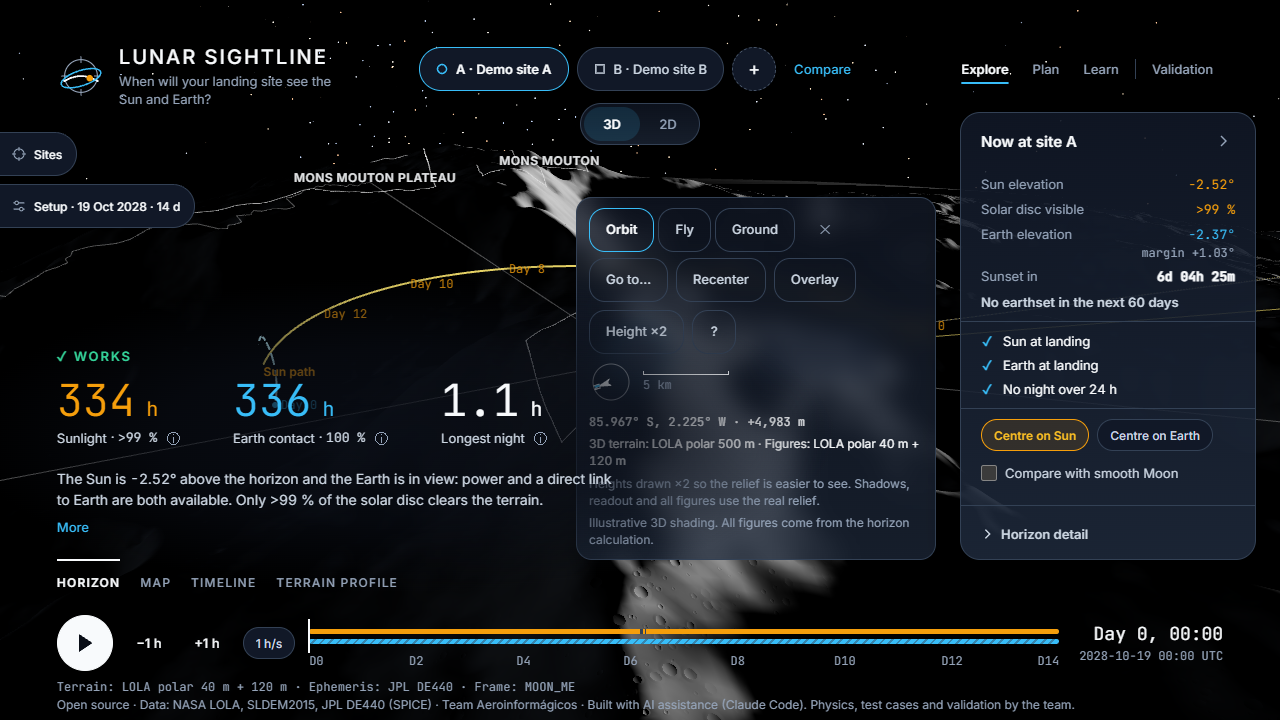 LUNAR SIGHTLINE
When will your landing site see the
Sun and Earth?
A · Demo site A
B · Demo site B
+
Compare
Explore
Plan
Learn
Validation
3D
2D
Sites
Setup · 19 Oct 2028 · 14 d
MONS MOUTON
MONS MOUTON PLATEAU
Day 8
Day 10
Day 12
Sun path
Orbit
Fly
Ground
Go to...
Recenter
Overlay
Height ×2
?
5 km
85.967° S, 2.225° W · +4,983 m
3D terrain: LOLA polar 500 m · Figures: LOLA polar 40 m +
120 m
Heights drawn ×2 so the relief is easier to see. Shadows,
readout and all figures use the real relief.
Illustrative 3D shading. All figures come from the horizon
calculation.
Now at site A
Sun elevation -2.52°
Solar disc visible >99 %
Earth elevation -2.37°
margin +1.03°
Sunset in 6d 04h 25m
No earthset in the next 60 days
✓ Sun at landing
✓ Earth at landing
✓ No night over 24 h
Centre on Sun
Centre on Earth
Compare with smooth Moon
Horizon detail
✓ WORKS
334 h
336 h
1.1 h
Sunlight · >99 %
Earth contact · 100 %
Longest night
The Sun is -2.52° above the horizon and the Earth is in view: power and a direct link
to Earth are both available. Only >99 % of the solar disc clears the terrain.
More
HORIZON
MAP
TIMELINE
TERRAIN PROFILE
−1 h
+1 h
1 h/s
D0 D2 D4 D6 D8 D10 D12 D14
Day 0, 00:00
2028-10-19 00:00 UTC
Terrain: LOLA polar 40 m + 120 m · Ephemeris: JPL DE440 · Frame: MOON_ME
Open source · Data: NASA LOLA, SLDEM2015, JPL DE440 (SPICE) · Team Aeroinformágicos · Built with AI assistance (Claude Code). Physics, test cases and validation by the team.